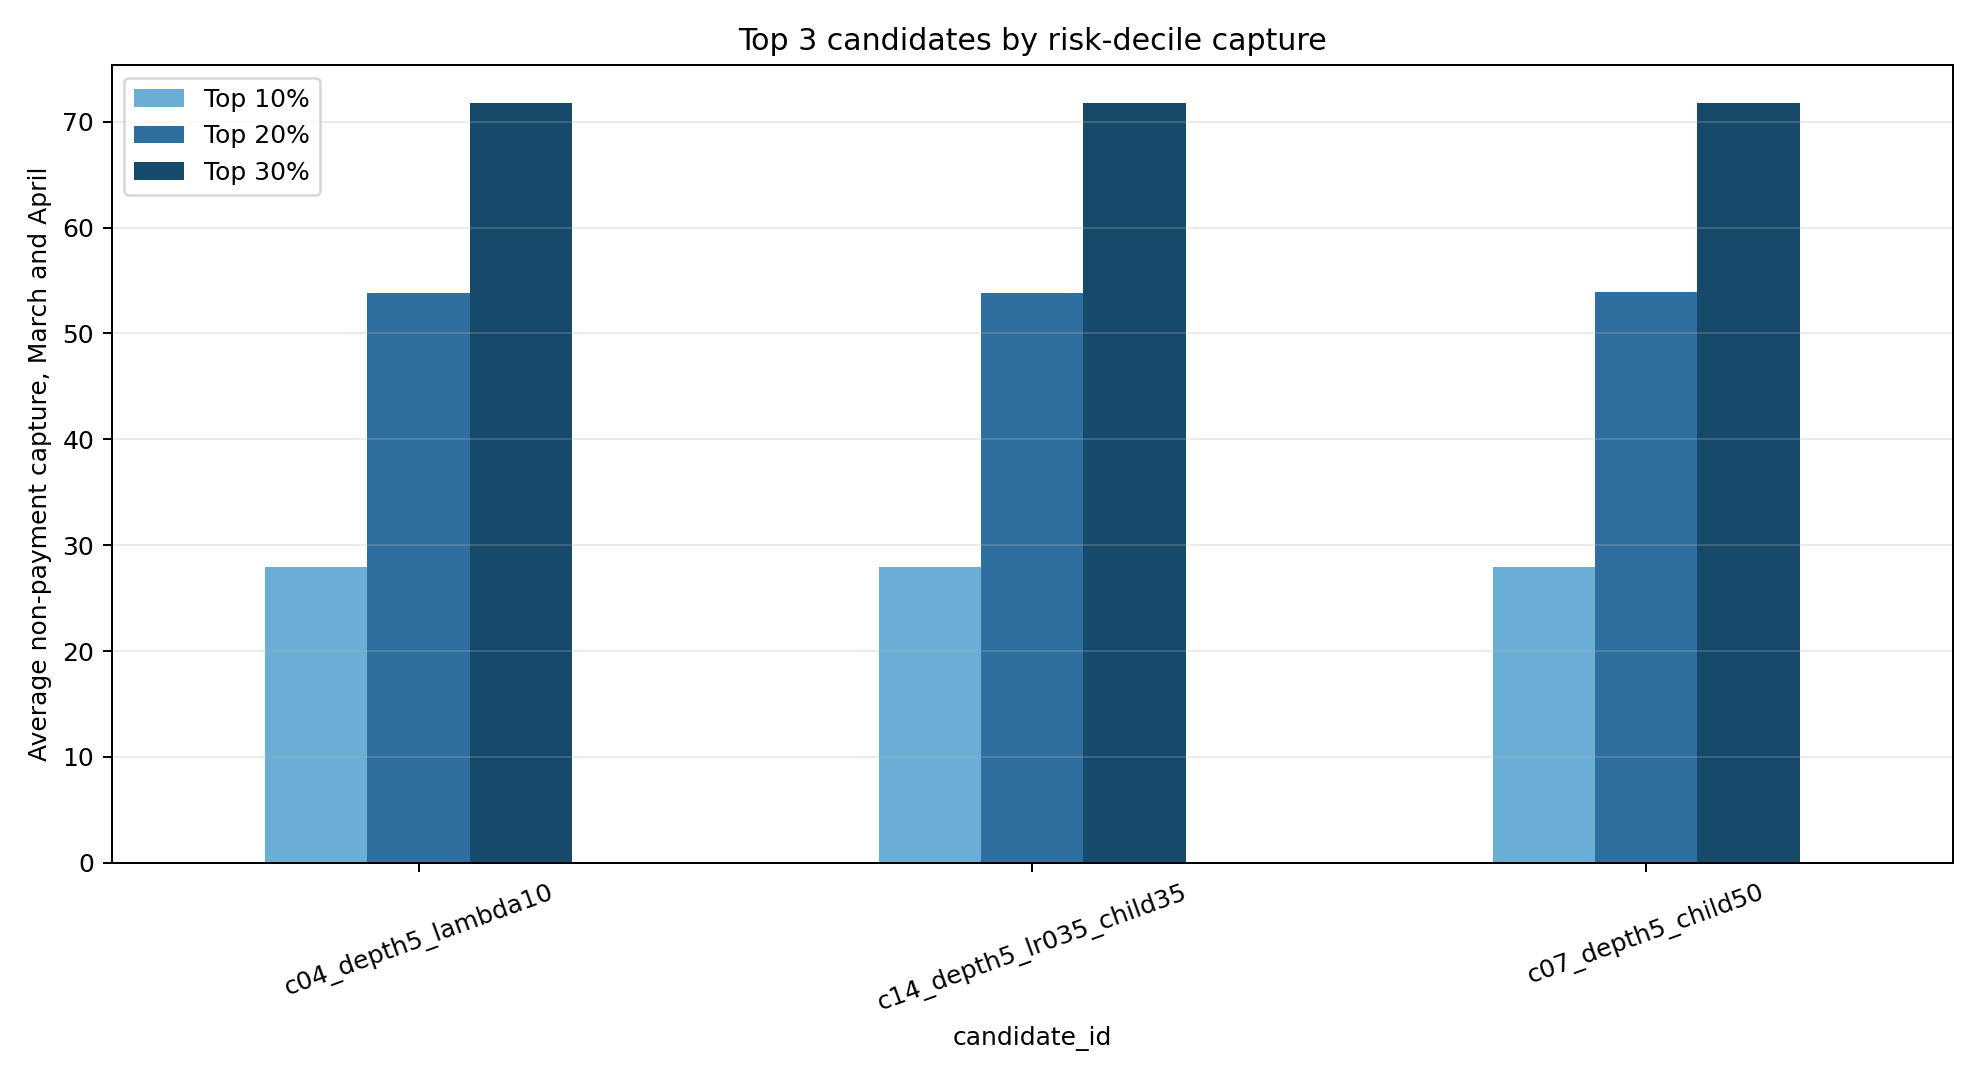 Top 3 candidates by risk-decile capture
Top 10%
Top 20%
Top 30%
Average non-payment capture, March and April
70
60
50
40
30
20
10
0
c04_depth5_lambda10
c14_depth5_lr035_child35
c07_depth5_child50
candidate_id